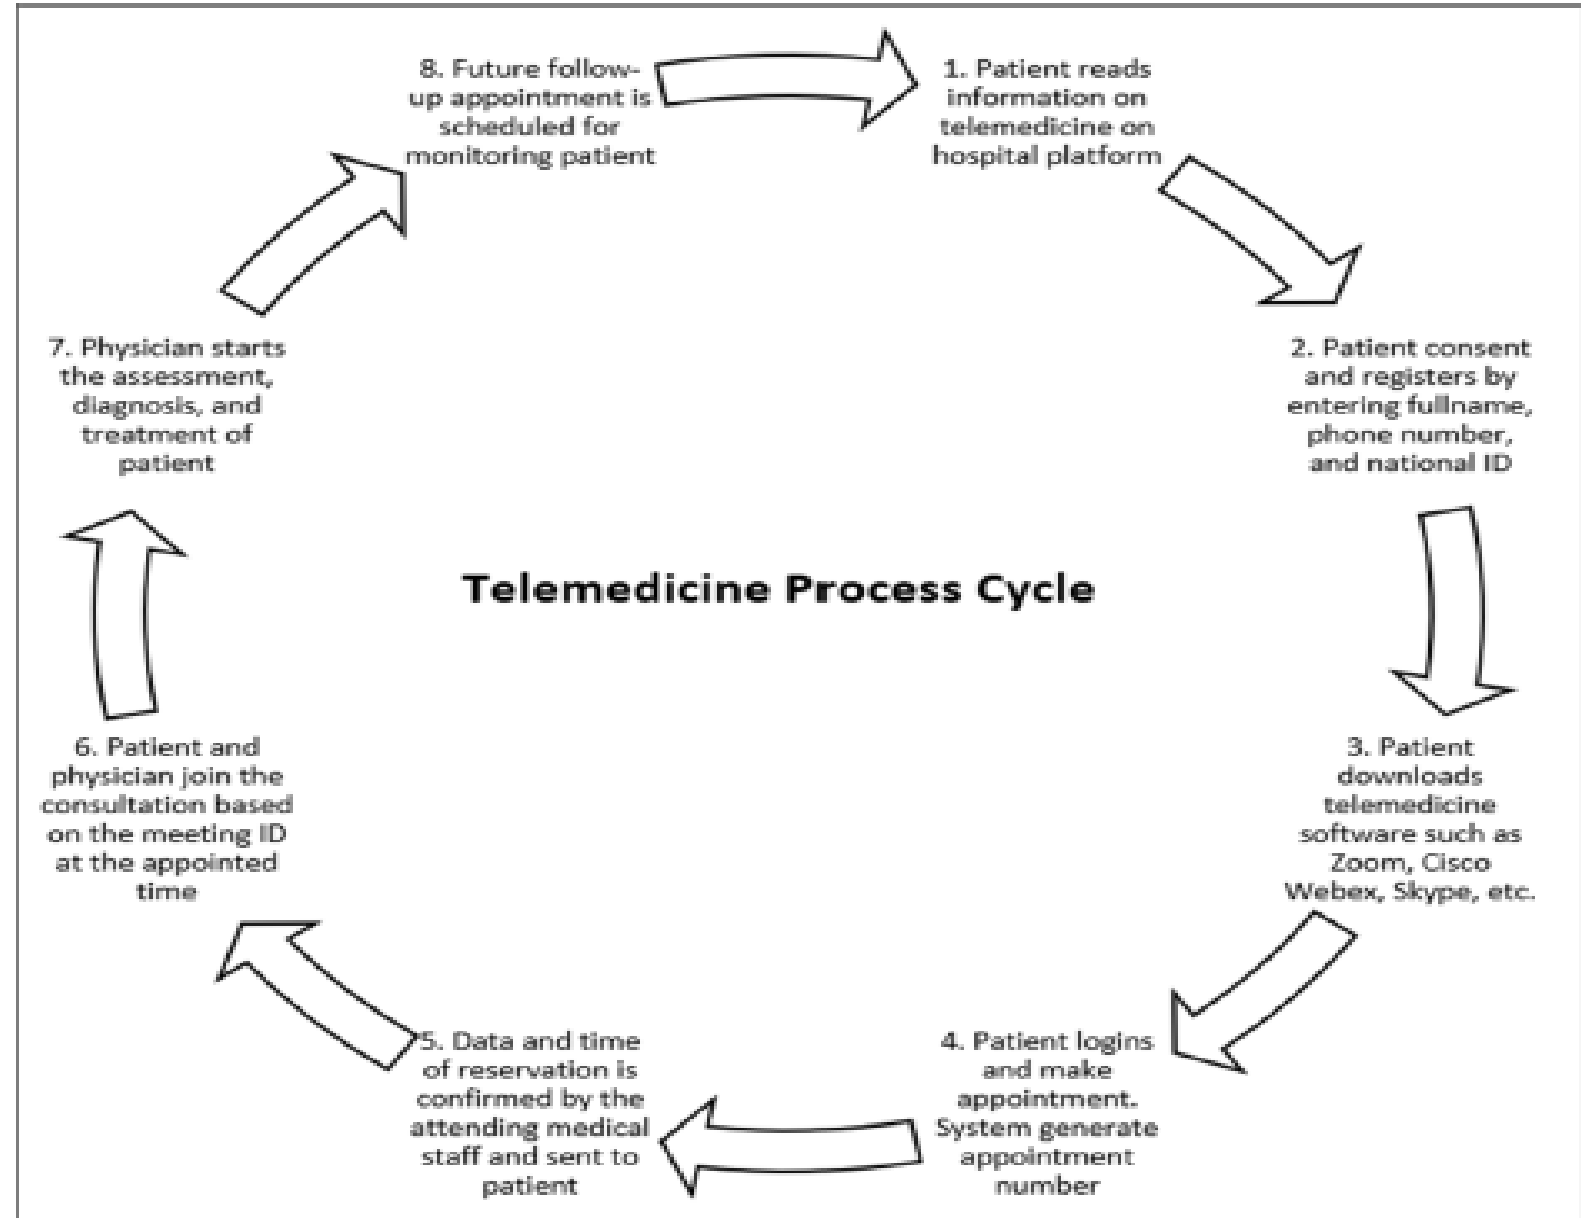 8. Future follow-
up appointment is
scheduled for
monitoring patient
1. Patient reads
information on
telemedicine on
hospital platform
2. Patient consent
and registers by
entering fullname,
phone number,
and national ID
3. Patient
downloads
telemedicine
software such as
Zoom, Cisco
Webex, Skype, etc.
4. Patient logins
and make
appointment.
System generate
appointment
number
5. Data and time
of reservation is
confirmed by the
attending medical
staff and sent to
patient
6. Patient and
physician join the
consultation based
on the meeting ID
at the appointed
time
7. Physician starts
the assessment,
diagnosis, and
treatment of
patient
Telemedicine Process Cycle